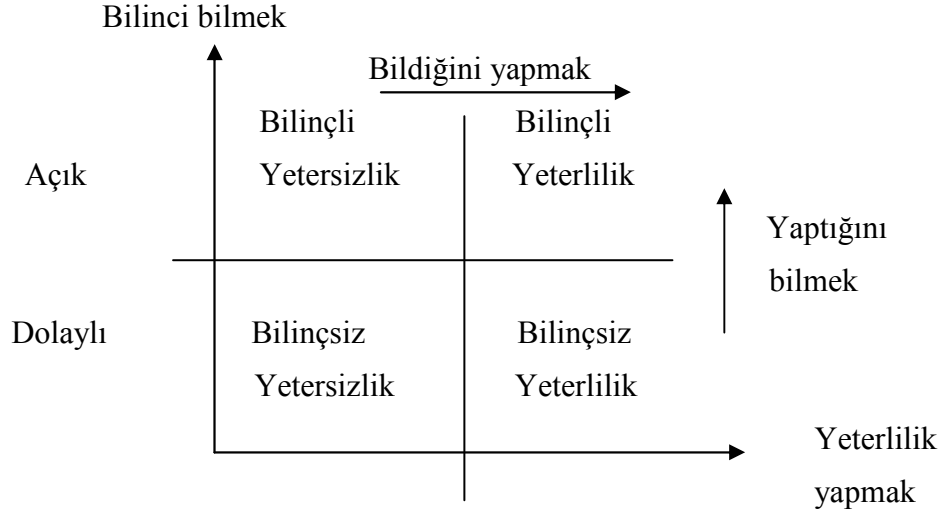 Bilinci bilmek
Bildiğini yapmak
Bilinçli
Yetersizlik
Bilinçli
Yeterlilik
Açık
Yaptığını
bilmek
Dolaylı
Bilinçsiz
Yetersizlik
Bilinçsiz
Yeterlilik
Yeterlilik
yapmak